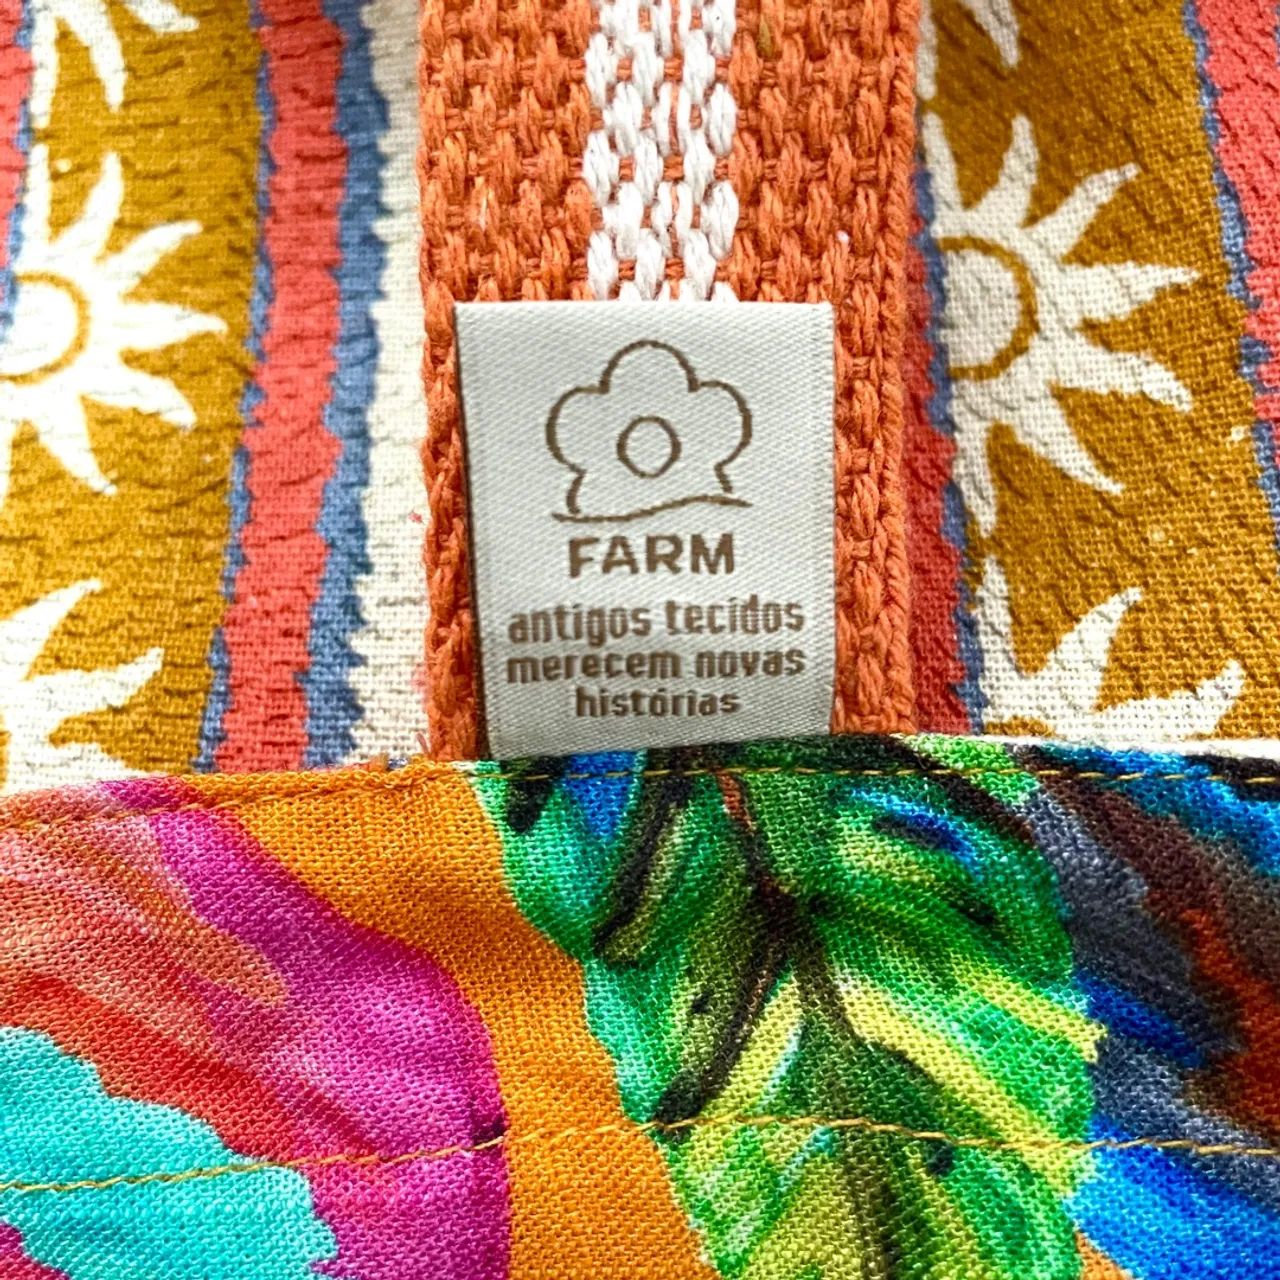 FARM
antigos tecidos
merecem novas
histórias